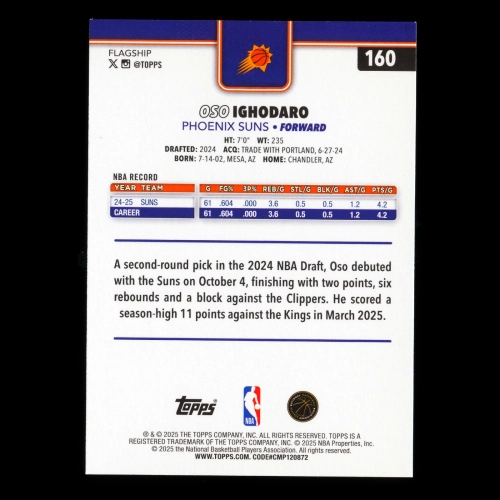 FLAGSHIP
X @TOPPS
160
OSO IGHODARO
PHOENIX SUNS • FORWARD
HT: 7'0" WT: 235
DRAFTED: 2024 ACQ: TRADE WITH PORTLAND, 6-27-24
BORN: 7-14-02, MESA, AZ HOME: CHANDLER, AZ
NBA RECORD
YEAR TEAM G FG% 3P% REB/G STL/G BLK/G AST/G PTS/G
24-25 SUNS 61 .604 .000 3.6 0.5 0.5 1.2 4.2
CAREER 61 .604 .000 3.6 0.5 0.5 1.2 4.2
A second-round pick in the 2024 NBA Draft, Oso debuted
with the Suns on October 4, finishing with two points, six
rebounds and a block against the Clippers. He scored a
season-high 11 points against the Kings in March 2025.
Topps
NBA
® & © 2025 THE TOPPS COMPANY, INC. ALL RIGHTS RESERVED. TOPPS IS A
REGISTERED TRADEMARK OF THE TOPPS COMPANY, INC. © 2025 NBA Properties, Inc.
© 2025 the National Basketball Players Association. All rights reserved.
WWW.TOPPS.COM. CODE#CMP120872